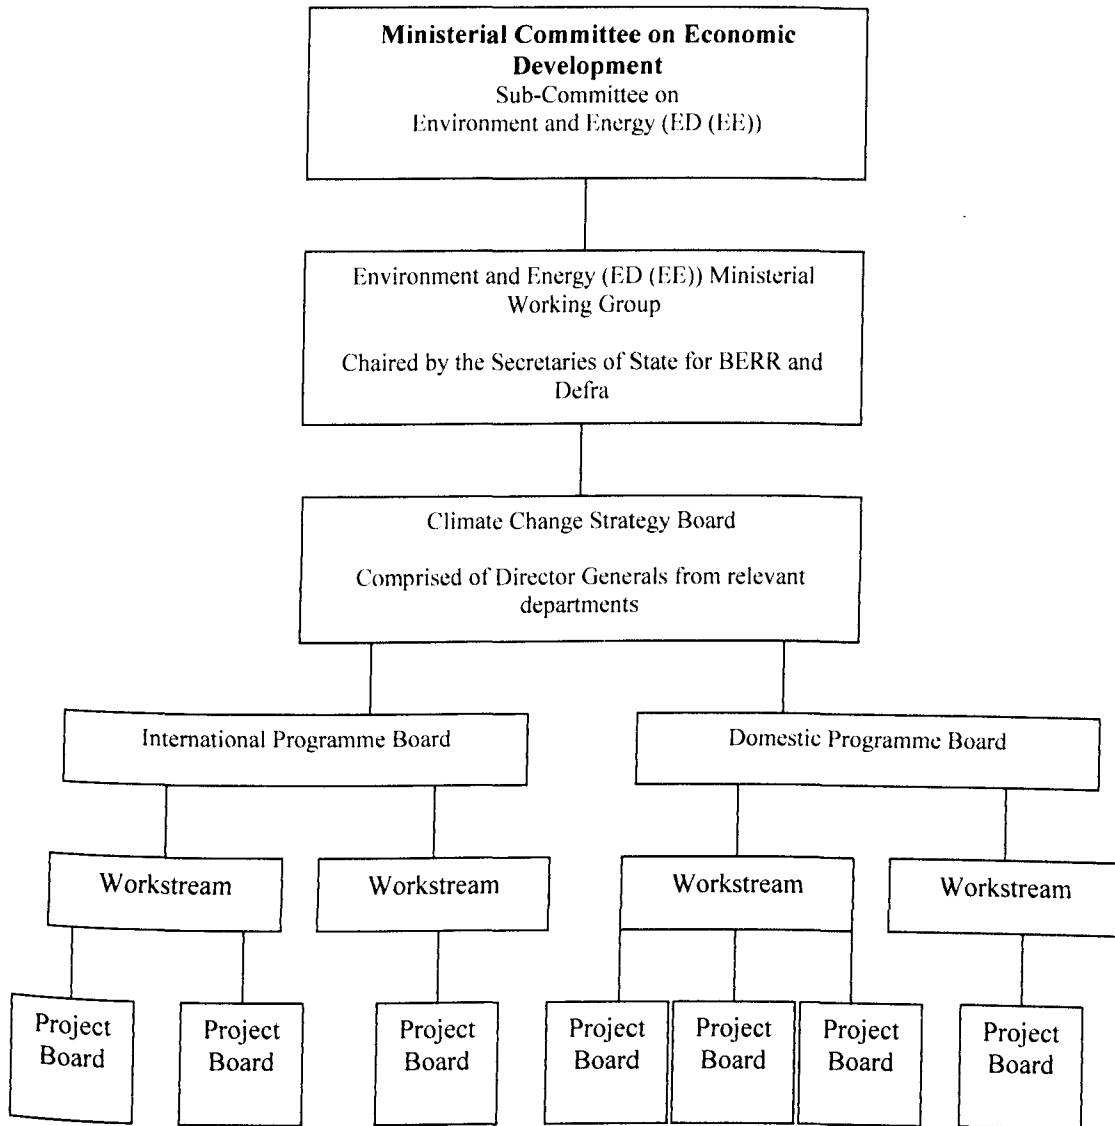 Ministerial Committee on Economic
Development
Sub-Committee on
Environment and Energy (ED (EE))
Environment and Energy (ED (EE)) Ministerial
Working Group
Chaired by the Secretaries of State for BERR and
Defra
Climate Change Strategy Board
Comprised of Director Generals from relevant
departments
International Programme Board
Domestic Programme Board
Workstream
Workstream
Workstream
Workstream
Project
Board
Project
Board
Project
Board
Project
Board
Project
Board
Project
Board
Project
Board